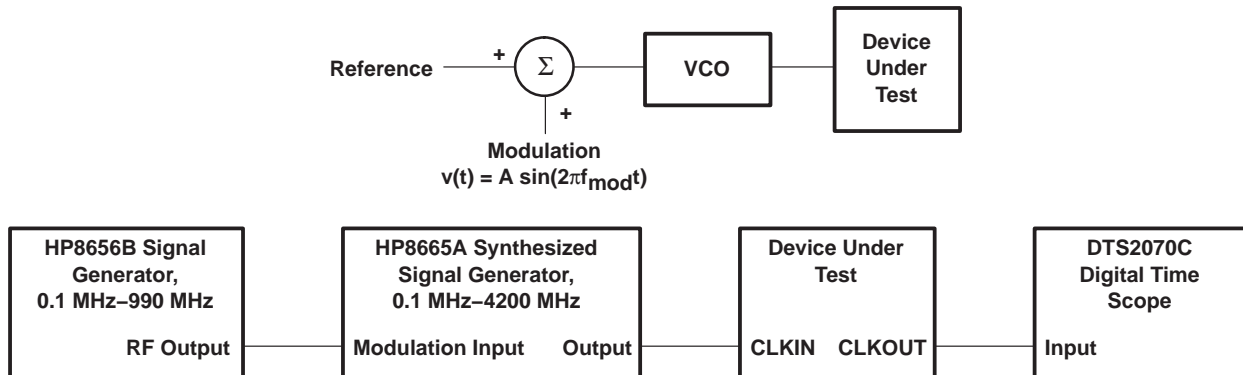 Reference
+
Σ
+
VCO
Device
Under
Test
Modulation
v(t) = A sin(2πfmodt)
HP8656B Signal
Generator,
0.1 MHz−990 MHz
RF Output
HP8665A Synthesized
Signal Generator,
0.1 MHz−4200 MHz
Modulation Input Output
Device Under
Test
CLKIN CLKOUT
DTS2070C
Digital Time
Scope
Input